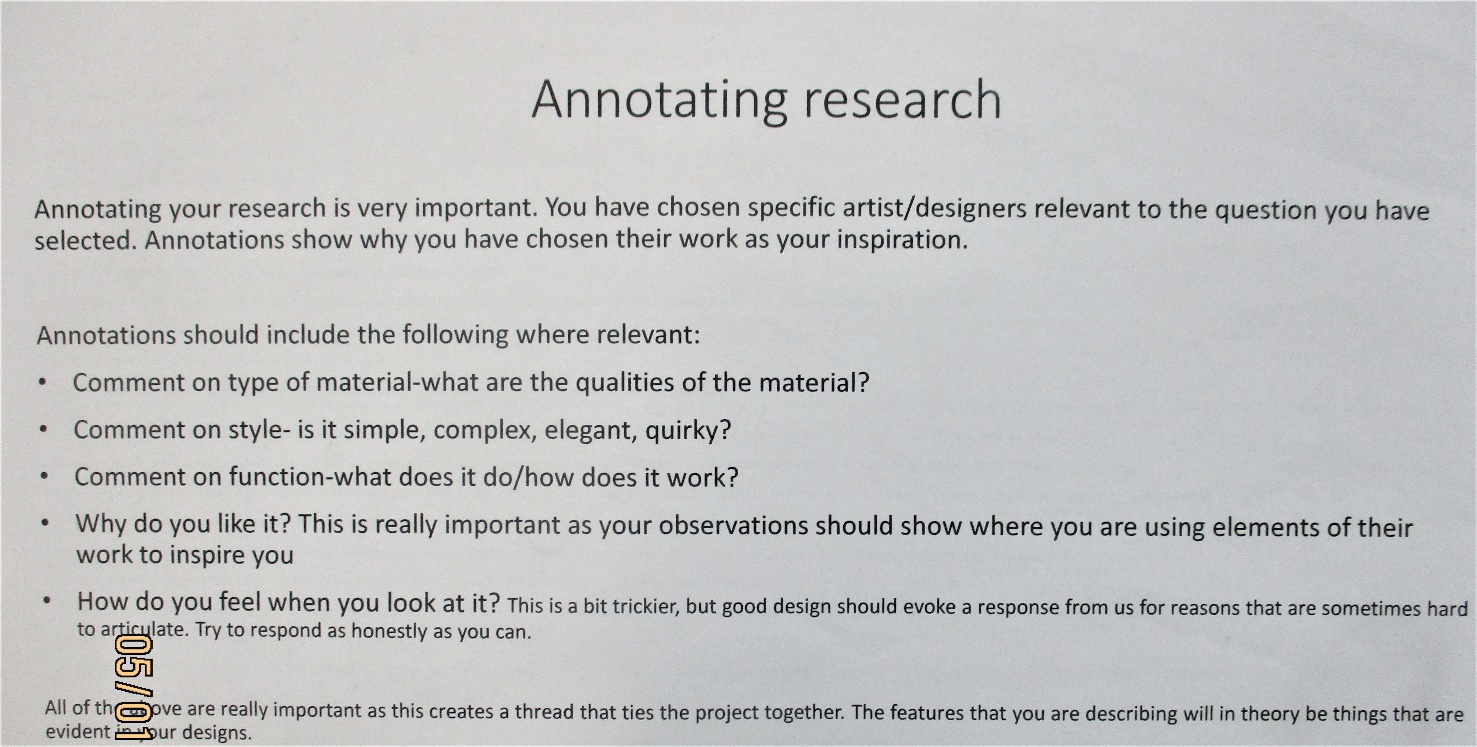 Annotating research
Annotating your research is very important. You have chosen specific artist/designers relevant to the question you have
selected. Annotations show why you have chosen their work as your inspiration.
Annotations should include the following where relevant:
• Comment on type of material-what are the qualities of the material?
• Comment on style- is it simple, complex, elegant, quirky?
• Comment on function-what does it do/how does it work?
• Why do you like it? This is really important as your observations should show where you are using elements of their
work to inspire you
• How do you feel when you look at it? This is a bit trickier, but good design should evoke a response from us for reasons that are sometimes hard
to articulate. Try to respond as honestly as you can.
All of the above are really important as this creates a thread that ties the project together. The features that you are describing will in theory be things that are
evident in your designs.
05/01